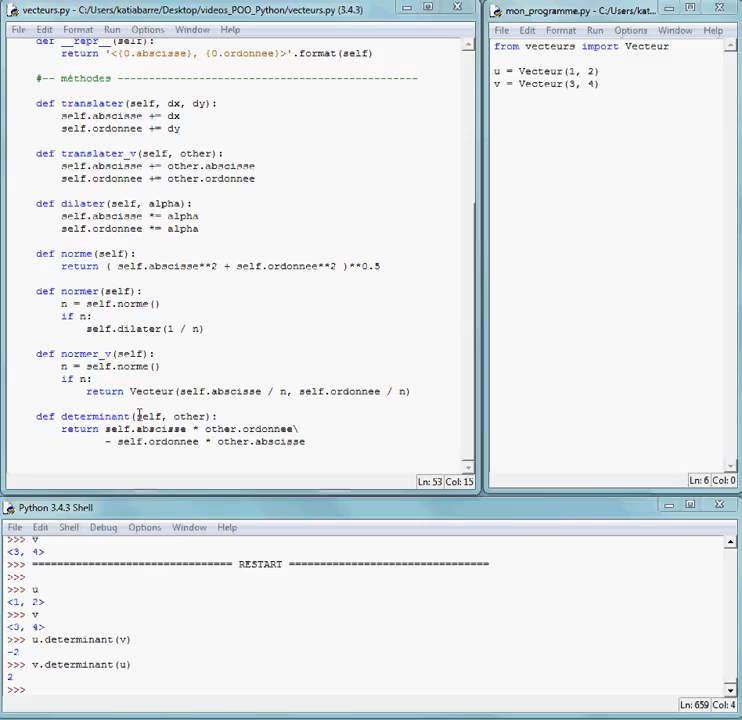 vecteurs.py - C:/Users/katiabarre/Desktop/videos_POO_Python/vecteurs.py (3.4.3)
File Edit Format Run Options Window Help
def __repr__(self):
return '<{0.abscisse}, {0.ordonnee}>'.format(self)
#-- méthodes ------------------------------------------------
def translater(self, dx, dy):
self.abscisse += dx
self.ordonnee += dy
def translater_v(self, other):
self.abscisse += other.abscisse
self.ordonnee += other.ordonnee
def dilater(self, alpha):
self.abscisse *= alpha
self.ordonnee *= alpha
def norme(self):
return ( self.abscisse**2 + self.ordonnee**2 )**0.5
def normer(self):
n = self.norme()
if n:
self.dilater(1 / n)
def normer_v(self):
n = self.norme()
if n:
return Vecteur(self.abscisse / n, self.ordonnee / n)
def determinant(self, other):
return self.abscisse * other.ordonnee\
- self.ordonnee * other.abscisse
Ln: 53 Col: 15
mon_programme.py - C:/Users/kat...
File Edit Format Run Options Window Help
from vecteurs import Vecteur
u = Vecteur(1, 2)
v = Vecteur(3, 4)
Ln: 6 Col: 0
Python 3.4.3 Shell
File Edit Shell Debug Options Window Help
>>> v
<3, 4>
>>> ================================ RESTART ================================
>>>
>>> u
<1, 2>
>>> v
<3, 4>
>>> u.determinant(v)
-2
>>> v.determinant(u)
2
>>>
Ln: 659 Col: 4